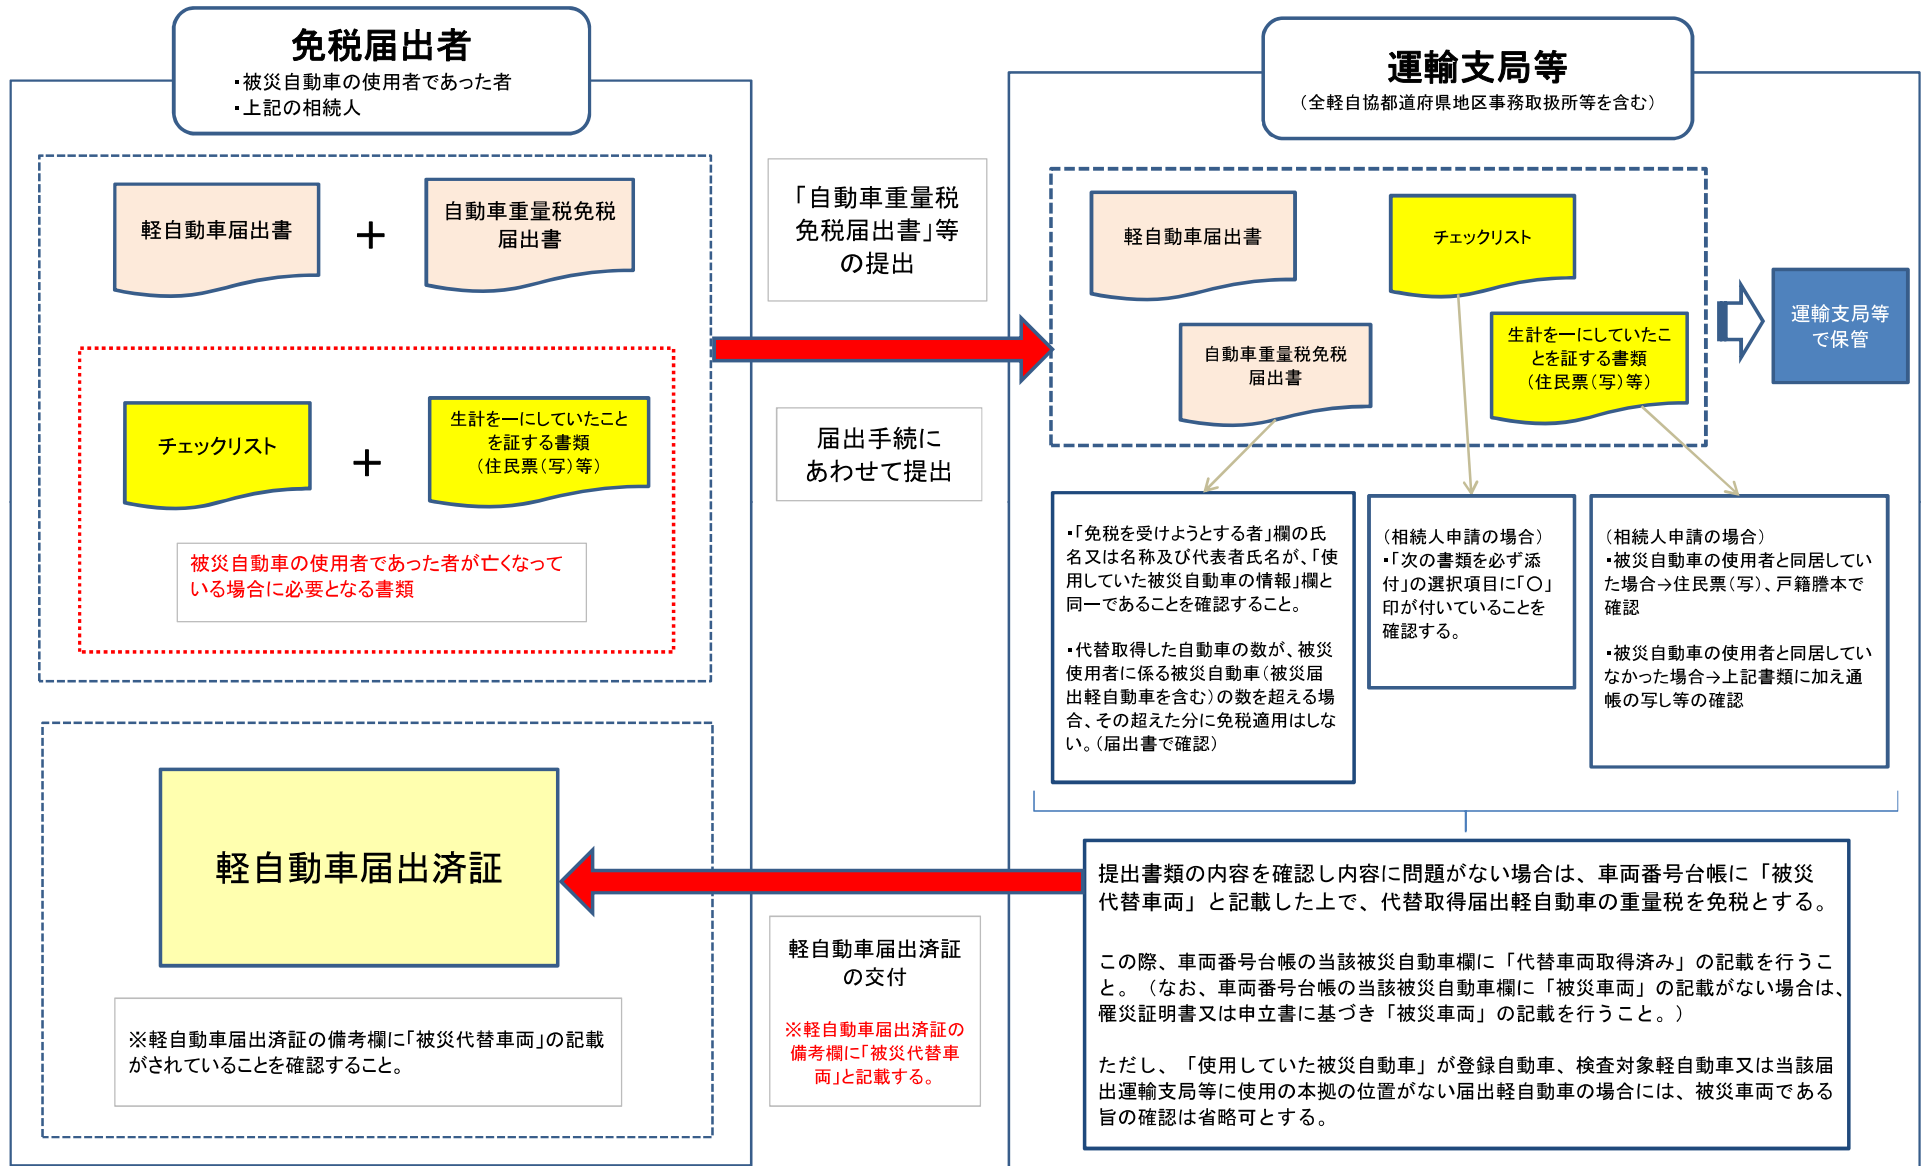 免税届出者
・被災自動車の使用者であった者
・上記の相続人
軽自動車届出書
＋
自動車重量税免税
届出書
チェックリスト
＋
生計を一にしていたこと
を証する書類
（住民票（写）等）
被災自動車の使用者であった者が亡くなって
いる場合に必要となる書類
軽自動車届出済証
※軽自動車届出済証の備考欄に「被災代替車両」の記載
がされていることを確認すること。
「自動車重量税
免税届出書」等
の提出
届出手続に
あわせて提出
軽自動車届出済証
の交付
※軽自動車届出済証の
備考欄に「被災代替車
両」と記載する。
運輸支局等
（全軽自協都道府県地区事務取扱所等を含む）
軽自動車届出書
チェックリスト
自動車重量税免税
届出書
生計を一にしていたこ
とを証する書類
（住民票（写）等）
運輸支局等
で保管
・「免税を受けようとする者」欄の氏
名又は名称及び代表者氏名が、「使
用していた被災自動車の情報」欄と
同一であることを確認すること。
・代替取得した自動車の数が、被災
使用者に係る被災自動車（被災届
出軽自動車を含む）の数を超える場
合、その超えた分に免税適用はしな
い。（届出書で確認）
（相続人申請の場合）
・「次の書類を必ず添
付」の選択項目に「〇」
印が付いていることを
確認する。
（相続人申請の場合）
・被災自動車の使用者と同居してい
た場合→住民票（写）、戸籍謄本で
確認
・被災自動車の使用者と同居してい
なかった場合→上記書類に加え通
帳の写し等の確認
提出書類の内容を確認し内容に問題がない場合は、車両番号台帳に「被災
代替車両」と記載した上で、代替取得届出軽自動車の重量税を免税とする。
この際、車両番号台帳の当該被災自動車欄に「代替車両取得済み」の記載を行うこ
と。（なお、車両番号台帳の当該被災自動車欄に「被災車両」の記載がない場合は、
罹災証明書又は申立書に基づき「被災車両」の記載を行うこと。）
ただし、「使用していた被災自動車」が登録自動車、検査対象軽自動車又は当該届
出運輸支局等に使用の本拠の位置がない届出軽自動車の場合には、被災車両である
旨の確認は省略可とする。